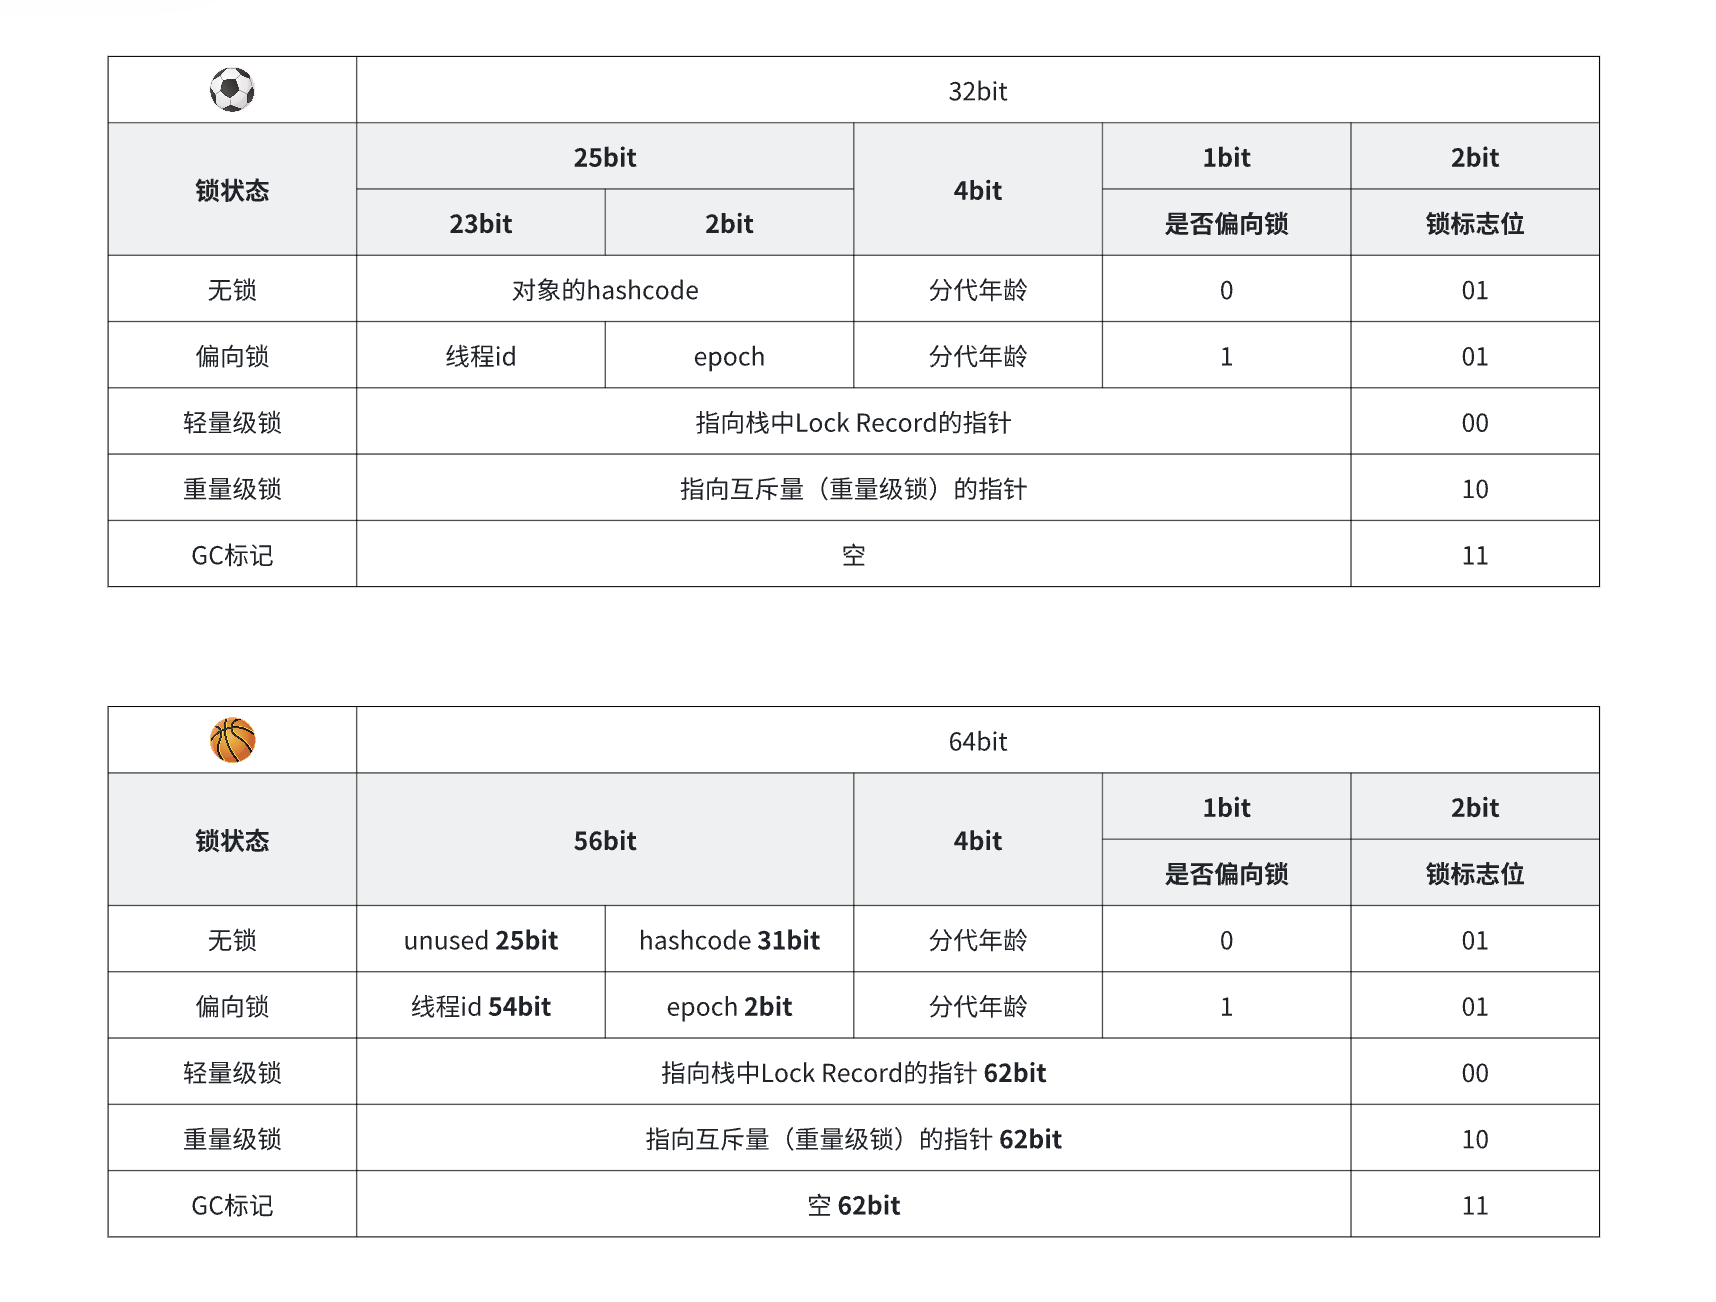 32bit
锁状态 25bit 4bit 1bit 2bit
23bit 2bit 是否偏向锁 锁标志位
无锁 对象的hashcode 分代年龄 0 01
偏向锁 线程id epoch 分代年龄 1 01
轻量级锁 指向栈中Lock Record的指针 00
重量级锁 指向互斥量（重量级锁）的指针 10
GC标记 空 11
64bit
锁状态 56bit 4bit 1bit 2bit
是否偏向锁 锁标志位
无锁 unused 25bit hashcode 31bit 分代年龄 0 01
偏向锁 线程id 54bit epoch 2bit 分代年龄 1 01
轻量级锁 指向栈中Lock Record的指针 62bit 00
重量级锁 指向互斥量（重量级锁）的指针 62bit 10
GC标记 空 62bit 11